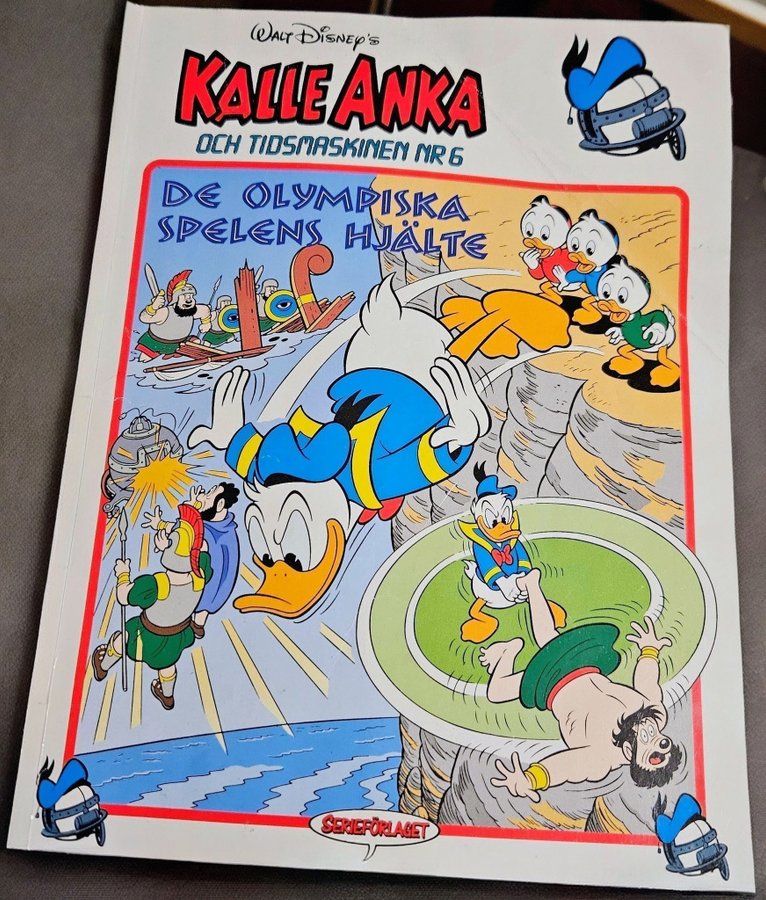 WALT DISNEY'S
KALLE ANKA
OCH TIDSMASKINEN NR 6
DE OLYMPISKA
SPELENS HJÄLTE
SERIEFÖRLAGET